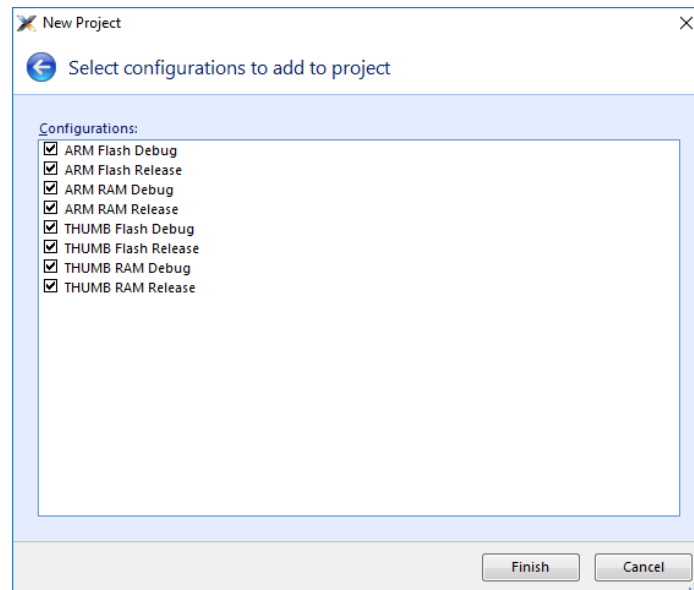 New Project
Select configurations to add to project
Configurations:
ARM Flash Debug
ARM Flash Release
ARM RAM Debug
ARM RAM Release
THUMB Flash Debug
THUMB Flash Release
THUMB RAM Debug
THUMB RAM Release
Finish Cancel